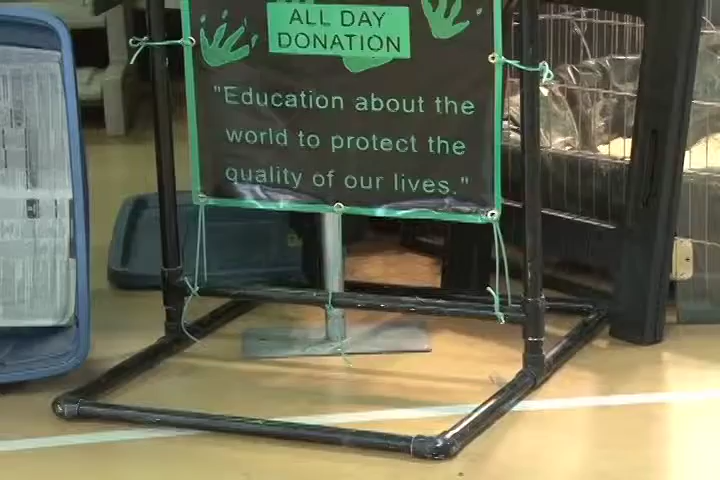 ALL DAY
DONATION
"Education about the
world to protect the
quality of our lives."